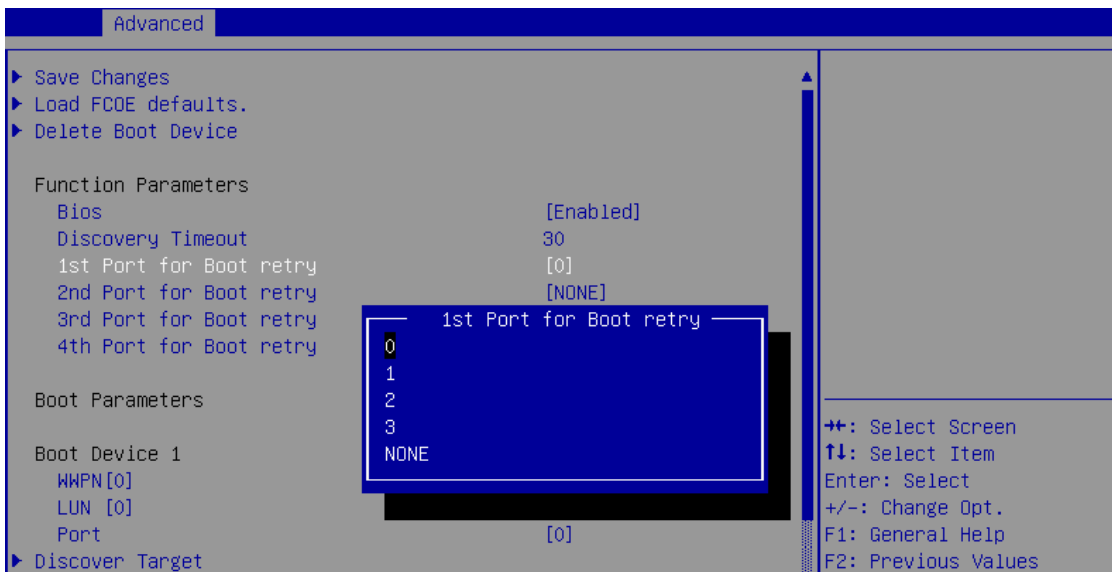 Advanced
Save Changes
Load FCOE defaults.
Delete Boot Device
Function Parameters
Bios [Enabled]
Discovery Timeout 30
1st Port for Boot retry [0]
2nd Port for Boot retry [NONE]
3rd Port for Boot retry
4th Port for Boot retry
1st Port for Boot retry
0
1
2
3
NONE
Boot Parameters
Boot Device 1
WWPN[0]
LUN [0]
Port [0]
Discover Target
→←: Select Screen
↑↓: Select Item
Enter: Select
+/-: Change Opt.
F1: General Help
F2: Previous Values